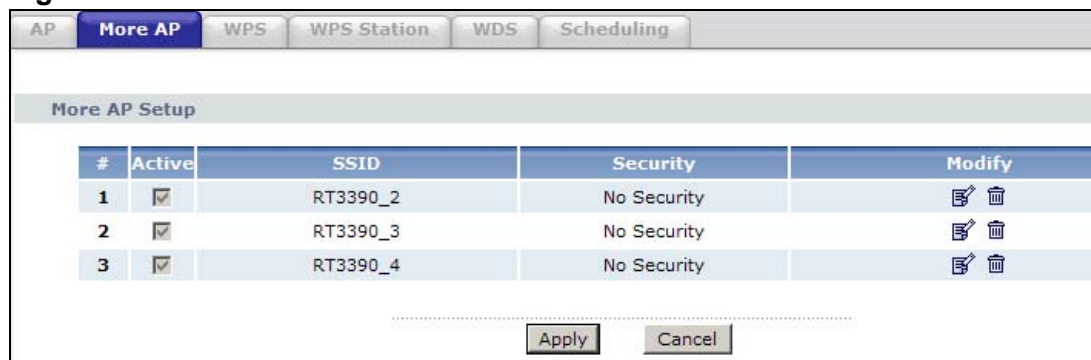 AP More AP WPS WPS Station WDS Scheduling
More AP Setup
# Active SSID Security Modify
1 RT3390_2 No Security
2 RT3390_3 No Security
3 RT3390_4 No Security
Apply Cancel